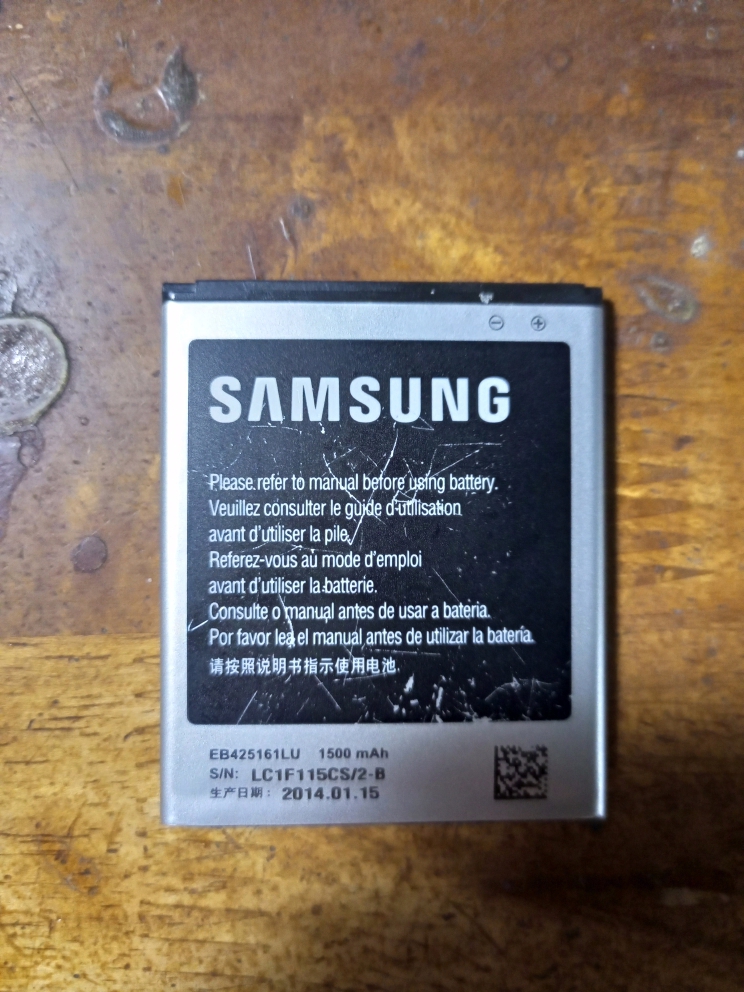 SAMSUNG
Please refer to manual before using battery.
Veuillez consulter le guide d'utilisation
avant d'utiliser la pile.
Referez-vous au mode d'emploi
avant d'utiliser la batterie.
Consulte o manual antes de usar a bateria.
Por favor lea el manual antes de utilizar la batería.
请按照说明书指示使用电池.
EB425161LU 1500 mAh
S/N: LC1F115CS/2-B
生产日期: 2014.01.15